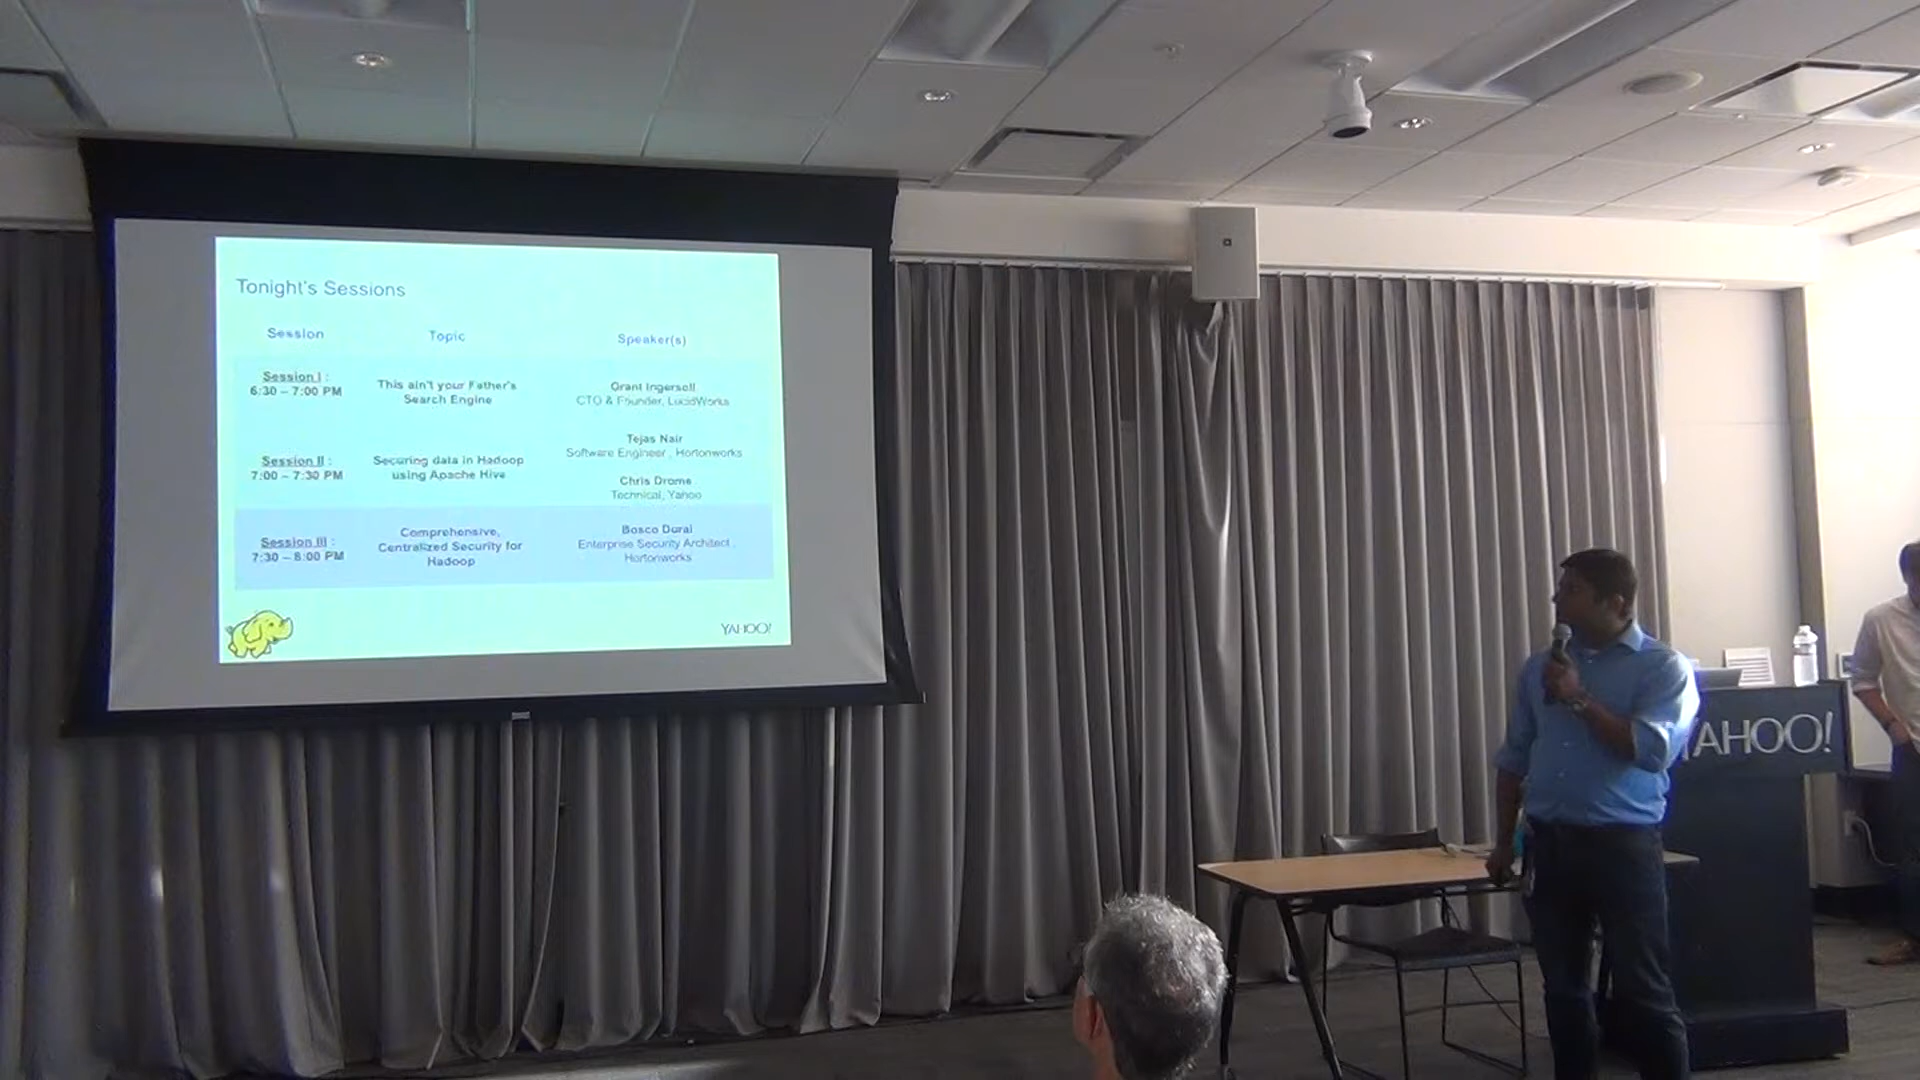 Tonight's Sessions
Session Topic Speaker(s)
Session I :
6:30 – 7:00 PM
This ain't your Father's
Search Engine
Grant Ingersoll
CTO & Founder, LucidWorks
Session II :
7:00 – 7:30 PM
Securing data in Hadoop
using Apache Hive
Tejas Nair
Software Engineer , Hortonworks
Chris Drome
Technical, Yahoo
Session III :
7:30 – 8:00 PM
Comprehensive,
Centralized Security for
Hadoop
Bosco Durai
Enterprise Security Architect ,
Hortonworks
YAHOO!
YAHOO!